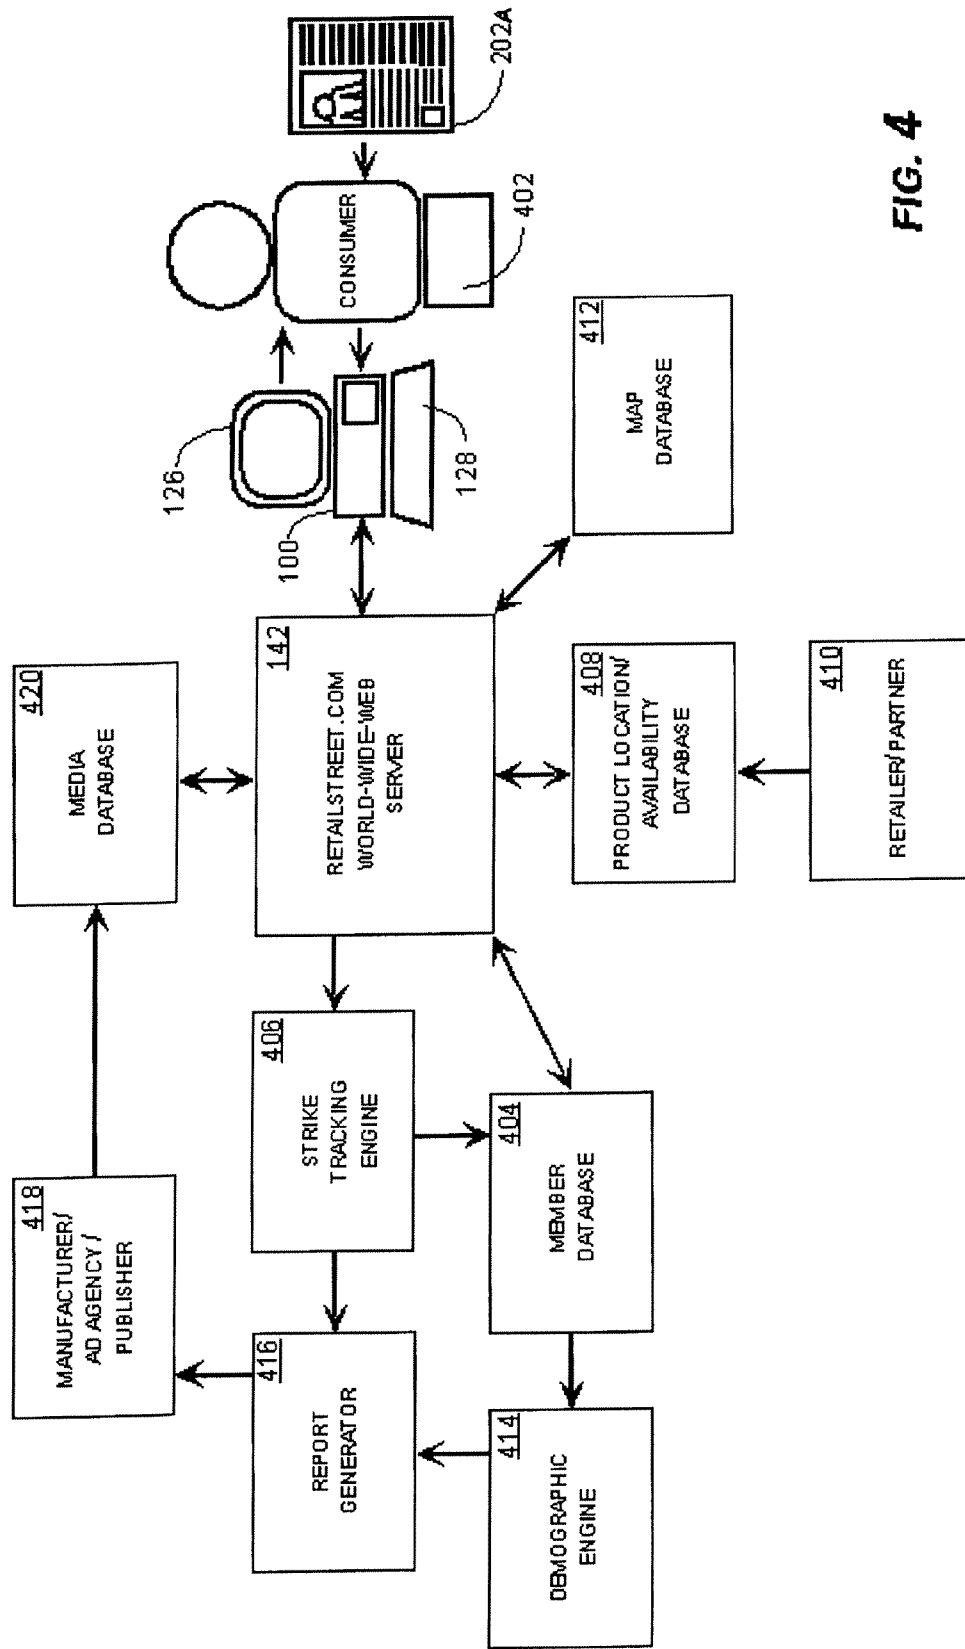 418
MANUFACTURER/
AD AGENCY/
PUBLISHER
420
MEDIA
DATABASE
126
416
REPORT
GENERATOR
406
STRIKE
TRACKING
ENGINE
142
RETAILSTREET.COM
WORLD-WIDE-WEB
SERVER
100
128
CONSUMER
402
202A
414
DEMOGRAPHIC
ENGINE
404
MEMBER
DATABASE
408
PRODUCT LOCATION/
AVAILABILITY
DATABASE
412
MAP
DATABASE
410
RETAILER/PARTNER
FIG. 4